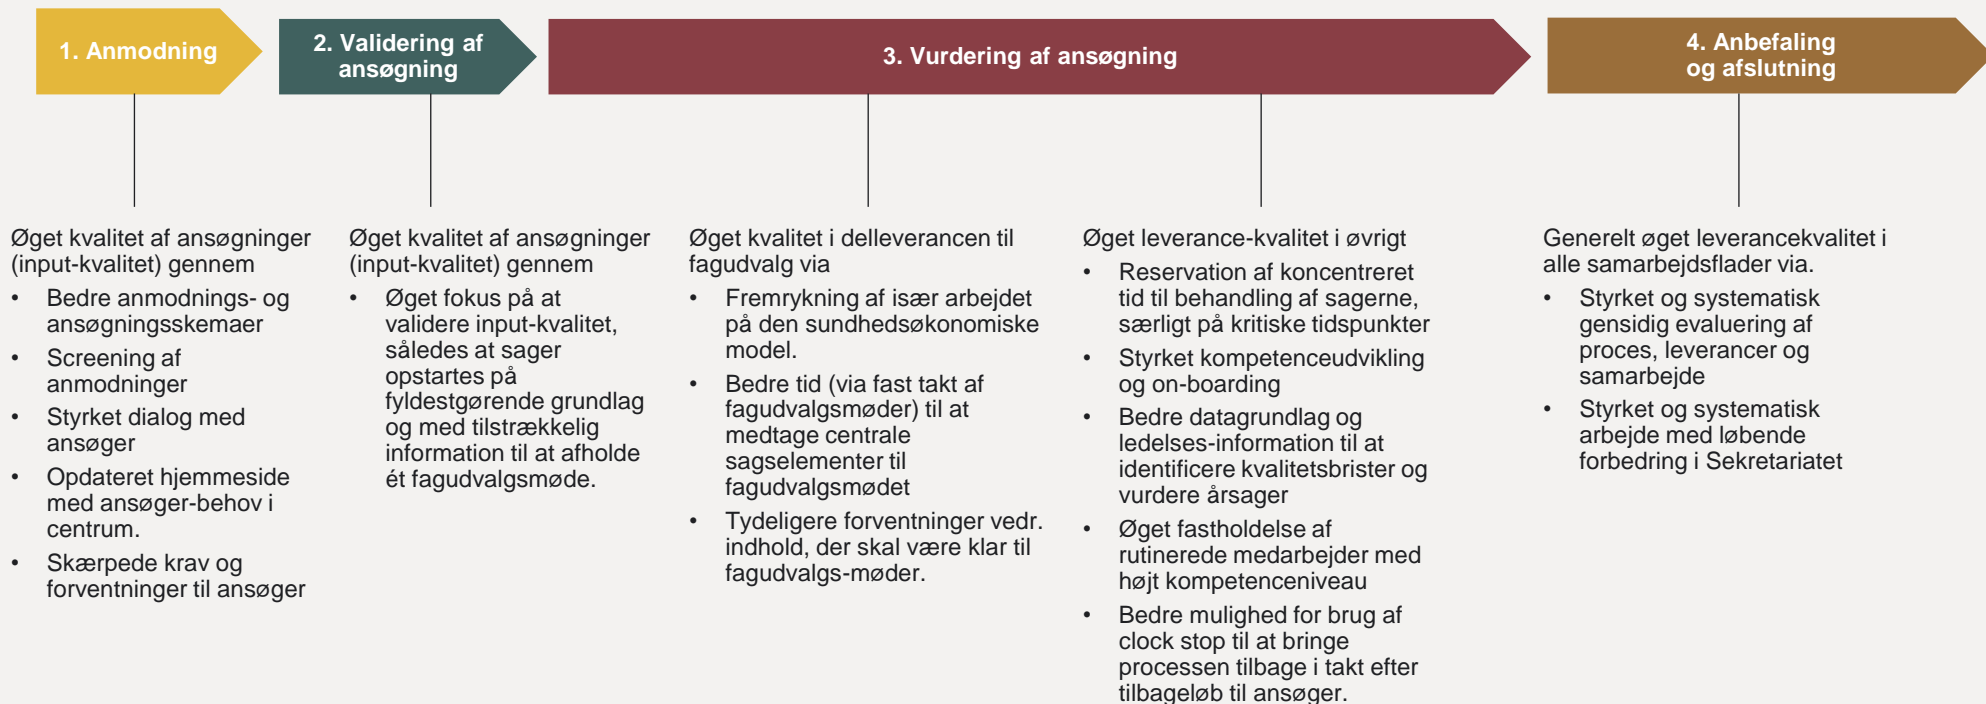 1. Anmodning
2. Validering af
ansøgning
3. Vurdering af ansøgning
4. Anbefaling
og afslutning
Øget kvalitet af ansøgninger
(input-kvalitet) gennem
• Bedre anmodnings- og
ansøgningsskemaer
• Screening af
anmodninger
• Styrket dialog med
ansøger
• Opdateret hjemmeside
med ansøger-behov i
centrum.
• Skærpede krav og
forventninger til ansøger
Øget kvalitet af ansøgninger
(input-kvalitet) gennem
• Øget fokus på at
validere input-kvalitet,
således at sager
opstartes på
fyldestgørende grundlag
og med tilstrækkelig
information til at afholde
ét fagudvalgsmøde.
Øget kvalitet i delleverancen til
fagudvalg via
• Fremrykning af især arbejdet
på den sundhedsøkonomiske
model.
• Bedre tid (via fast takt af
fagudvalgsmøder) til at
medtage centrale
sagselementer til
fagudvalgsmødet
• Tydeligere forventninger vedr.
indhold, der skal være klar til
fagudvalgs-møder.
Øget leverance-kvalitet i øvrigt
• Reservation af koncentreret
tid til behandling af sagerne,
særligt på kritiske tidspunkter
• Styrket kompetenceudvikling
og on-boarding
• Bedre datagrundlag og
ledelses-information til at
identificere kvalitetsbrister og
vurdere årsager
• Øget fastholdelse af
rutinerede medarbejder med
højt kompetenceniveau
• Bedre mulighed for brug af
clock stop til at bringe
processen tilbage i takt efter
tilbageløb til ansøger.
Generelt øget leverancekvalitet i
alle samarbejdsflader via.
• Styrket og systematisk
gensidig evaluering af
proces, leverancer og
samarbejde
• Styrket og systematisk
arbejde med løbende
forbedring i Sekretariatet